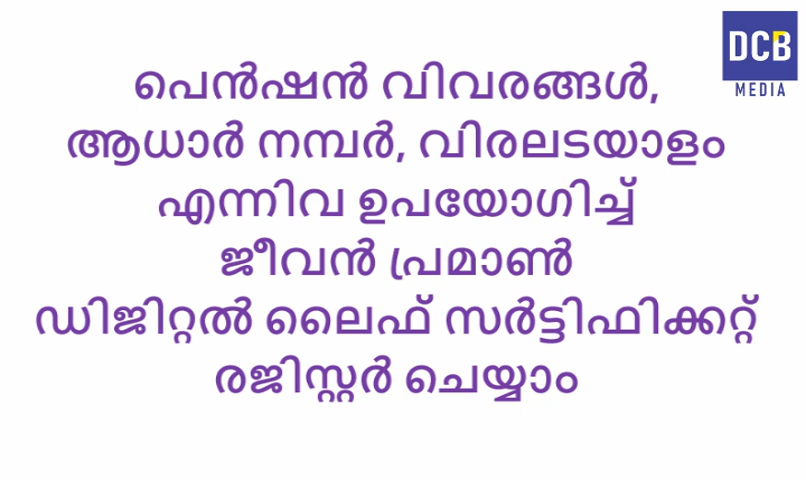 DCB
MEDIA
പെൻഷൻ വിവരങ്ങൾ,
ആധാർ നമ്പർ, വിരലടയാളം
എന്നിവ ഉപയോഗിച്ച്
ജീവൻ പ്രമാൺ
ഡിജിറ്റൽ ലൈഫ് സർട്ടിഫിക്കറ്റ്
രജിസ്റ്റർ ചെയ്യാം